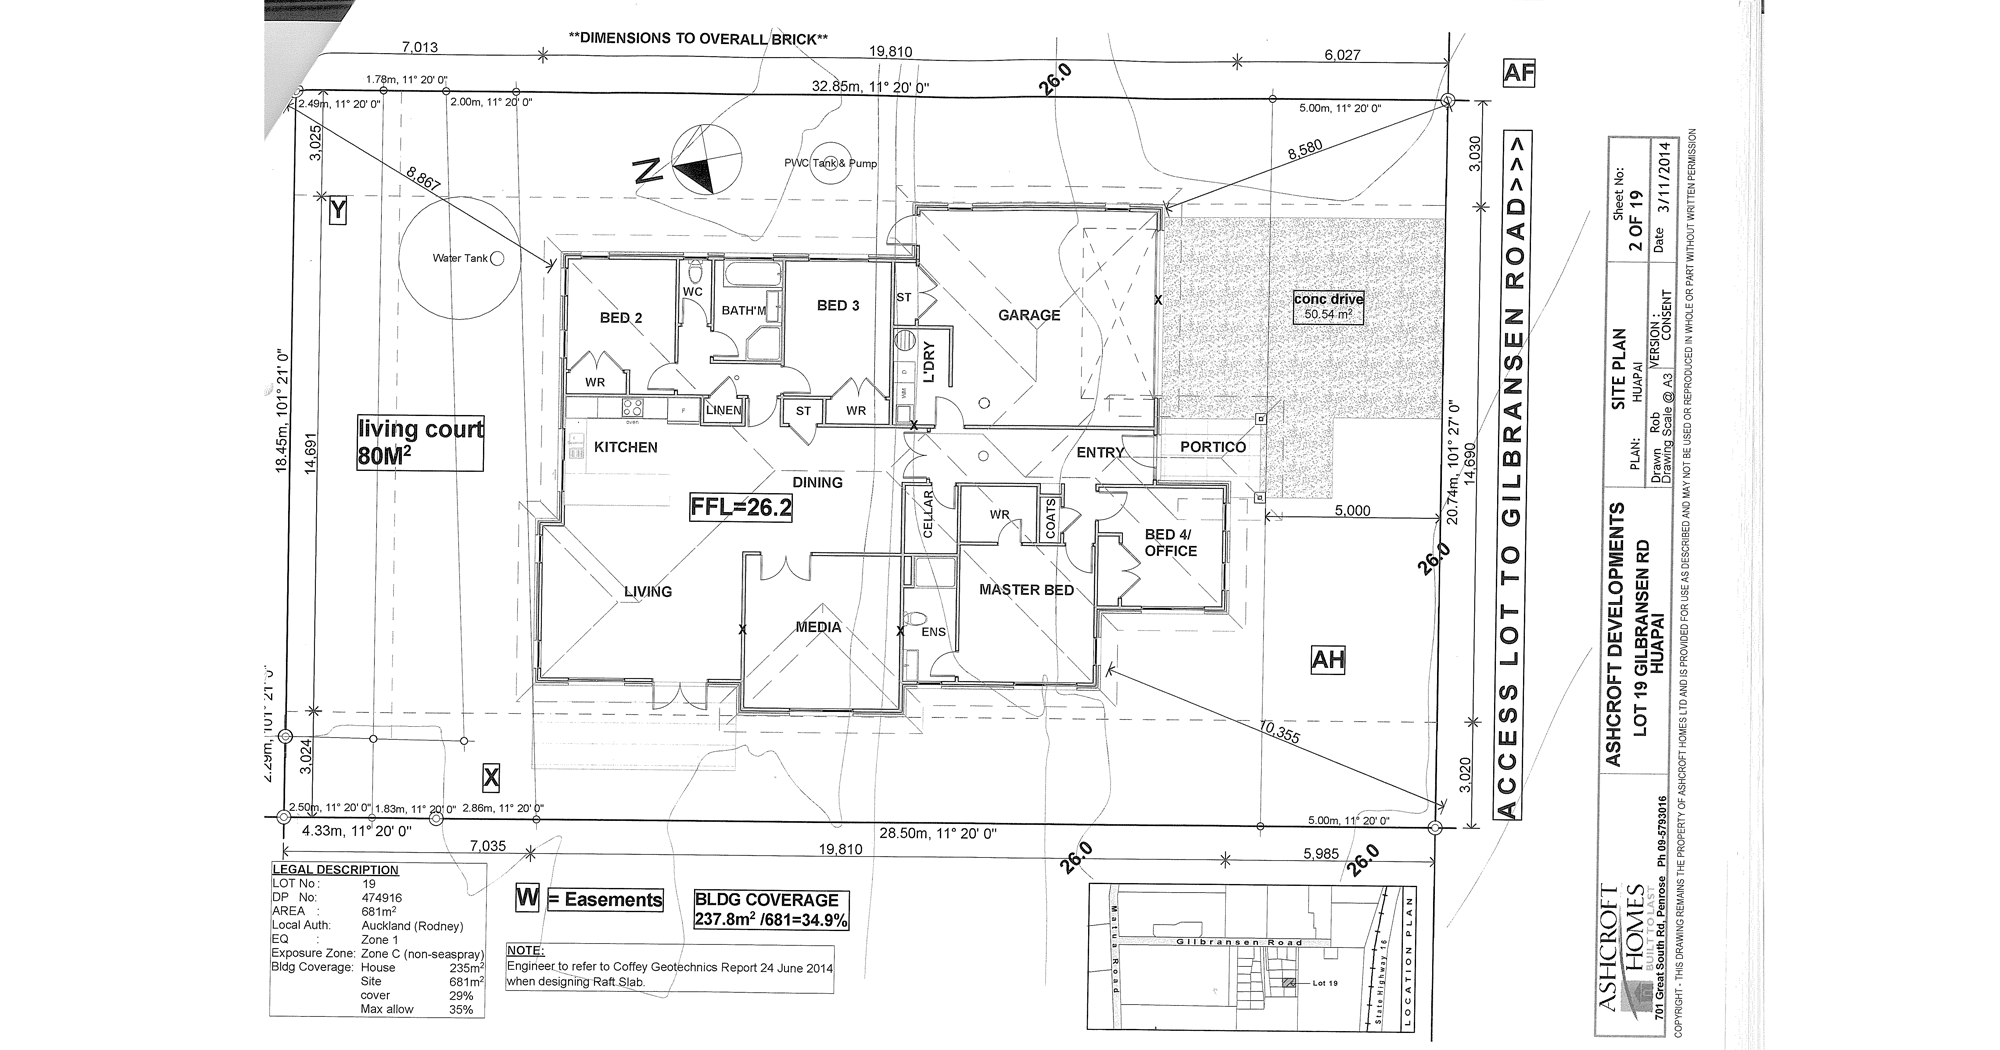 **DIMENSIONS TO OVERALL BRICK**
7,013
19,810
6,027
1.78m, 11° 20' 0"
32.85m, 11° 20' 0"
26.0
2.49m, 11° 20' 0"
2.00m, 11° 20' 0"
5.00m, 11° 20' 0"
AF
3,025
8,867
N
PWC Tank & Pump
8,580
3,030
Y
Water Tank
BED 2
WC
BATH'M
BED 3
ST
GARAGE
X
conc drive
50.54 m²
WR
L'DRY
WM
LINEN
ST
WR
F
oven
X
KITCHEN
ENTRY
PORTICO
living court
80M²
18.45m, 101° 21' 0"
14,691
DINING
FFL=26.2
CELLAR
WR
COATS
BED 4/
OFFICE
5,000
20.74m, 101° 27' 0"
14,690
26.0
LIVING
MEDIA
X
X
ENS
MASTER BED
AH
10,355
2.29m, 101° 21' 0"
3,024
X
3,020
2.50m, 11° 20' 0"
1.83m, 11° 20' 0"
2.86m, 11° 20' 0"
5.00m, 11° 20' 0"
4.33m, 11° 20' 0"
28.50m, 11° 20' 0"
7,035
19,810
26.0
5,985
26.0
ACCESS LOT TO GILBRANSEN ROAD>>>
LEGAL DESCRIPTION
LOT No : 19
DP No: 474916
AREA : 681m²
Local Auth: Auckland (Rodney)
EQ : Zone 1
Exposure Zone: Zone C (non-seaspray)
Bldg Coverage: House 235m²
Site 681m²
cover 29%
Max allow 35%
W = Easements
BLDG COVERAGE
237.8m² /681=34.9%
NOTE:
Engineer to refer to Coffey Geotechnics Report 24 June 2014
when designing Raft Slab.
Matua Road
Gilbransen Road
Lot 19
State Highway 16
LOCATION PLAN
Sheet No:
2 OF 19
Date 3/11/2014
PLAN: SITE PLAN
HUAPAI
VERSION : CONSENT
Drawn Rob
Drawing Scale @ A3
ASHCROFT DEVELOPMENTS
LOT 19 GILBRANSEN RD
HUAPAI
ASHCROFT
HOMES
BUILT TO LAST
701 Great South Rd, Penrose Ph 09-5793016
COPYRIGHT - THIS DRAWING REMAINS THE PROPERTY OF ASHCROFT HOMES LTD AND IS PROVIDED FOR USE AS DESCRIBED AND MAY NOT BE USED OR REPRODUCED IN WHOLE OR PART WITHOUT WRITTEN PERMISSION